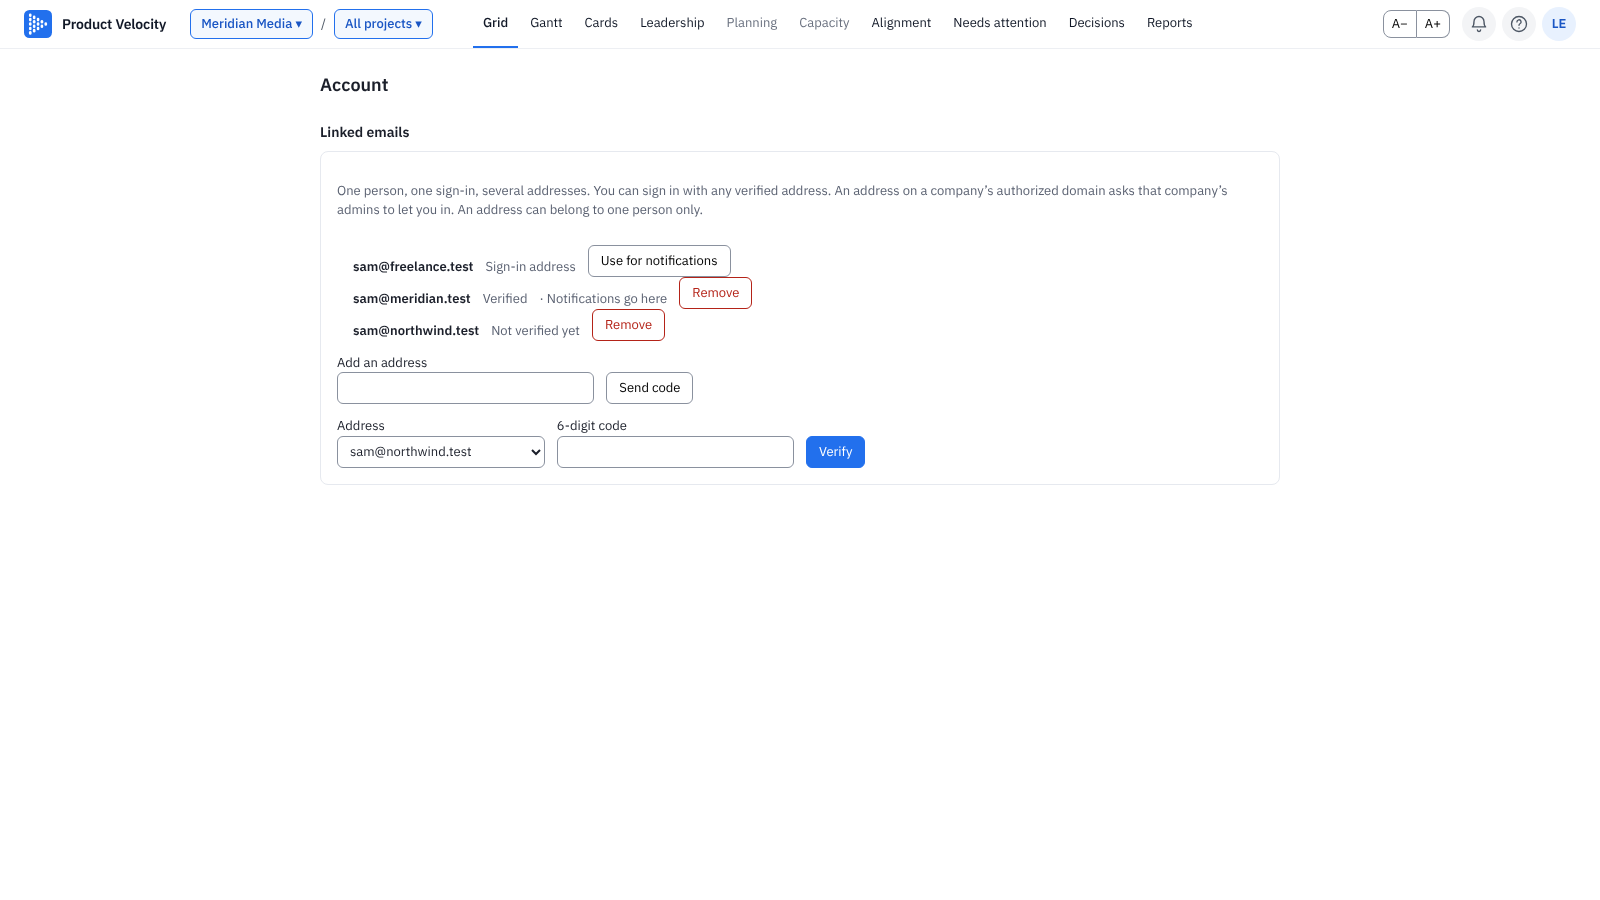 Product Velocity
Meridian Media ▾ / All projects ▾
Grid Gantt Cards Leadership Planning Capacity Alignment Needs attention Decisions Reports
A− A+ LE
Account
Linked emails
One person, one sign-in, several addresses. You can sign in with any verified address. An address on a company’s authorized domain asks that company’s
admins to let you in. An address can belong to one person only.
sam@freelance.test Sign-in address Use for notifications
sam@meridian.test Verified · Notifications go here Remove
sam@northwind.test Not verified yet Remove
Add an address
Send code
Address 6-digit code
sam@northwind.test Verify